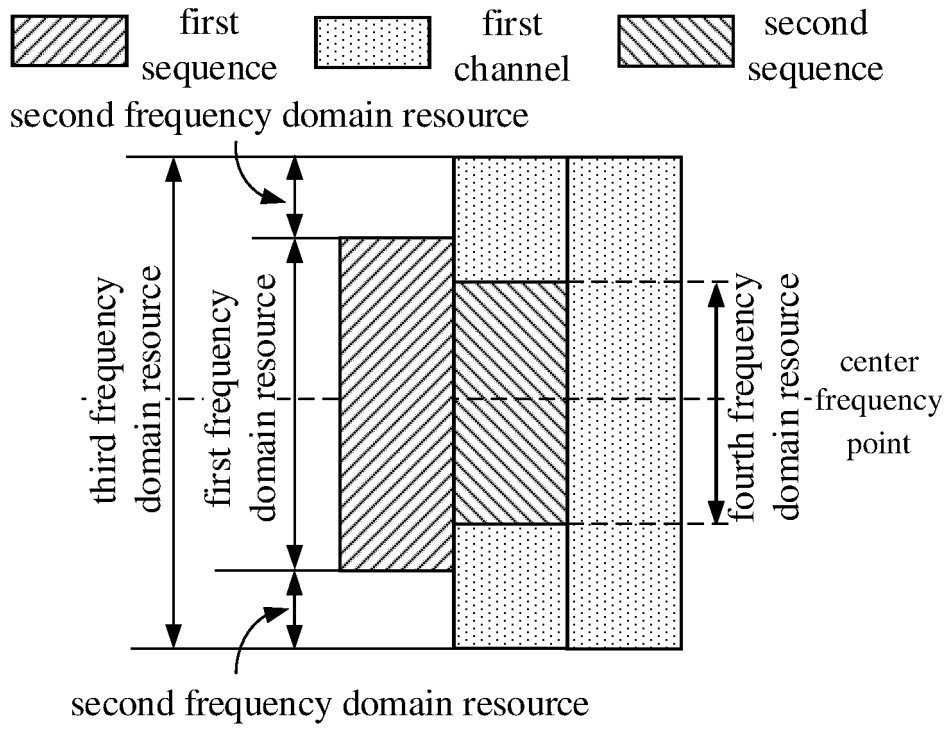 first
sequence
first
channel
second
sequence
second frequency domain resource
third frequency
domain resource
first frequency
domain resource
fourth frequency
domain resource
center
frequency
point
second frequency domain resource